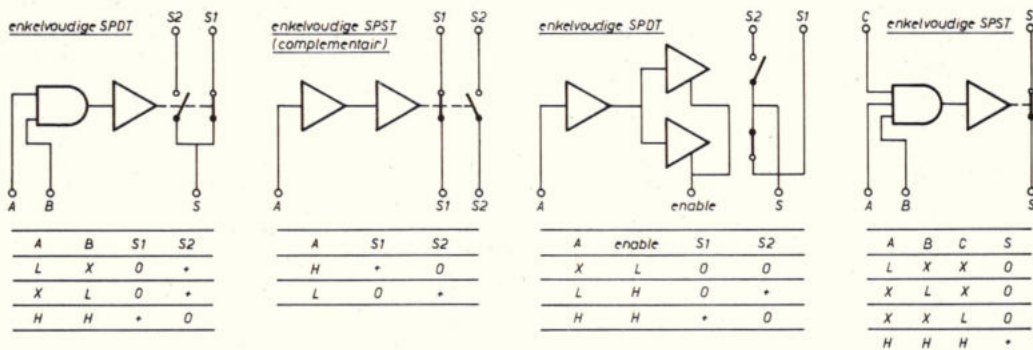 enkelvoudige SPDT
S2 S1
A B S
A B S1 S2
L X 0 +
X L 0 +
H H + 0
enkelvoudige SPST
(complementair)
S1 S2
A S1 S2
A S1 S2
H + 0
L 0 +
enkelvoudige SPDT
S2 S1
A enable S
A enable S1 S2
X L 0 0
L H 0 +
H H + 0
enkelvoudige SPST
C S
A B S
A B C S
L X X 0
X L X 0
X X L 0
H H H +